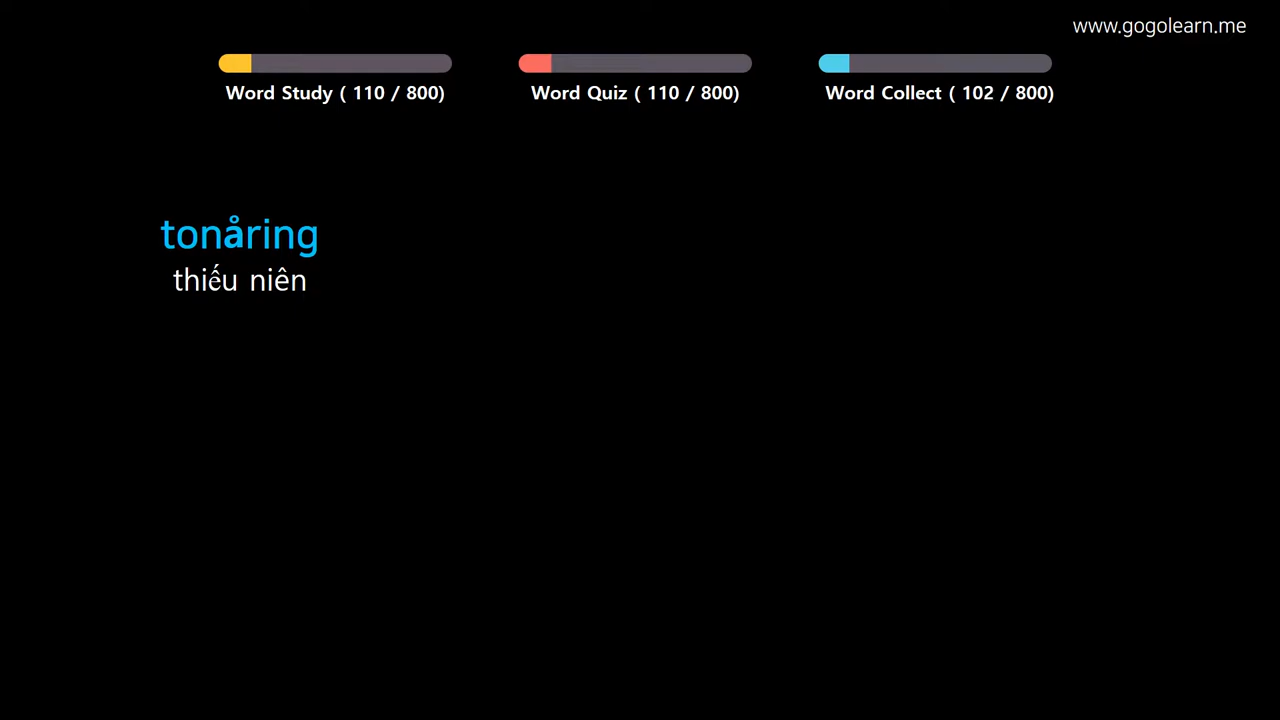 www.gogolearn.me
Word Study ( 110 / 800)
Word Quiz ( 110 / 800)
Word Collect ( 102 / 800)
tonåring
thiếu niên